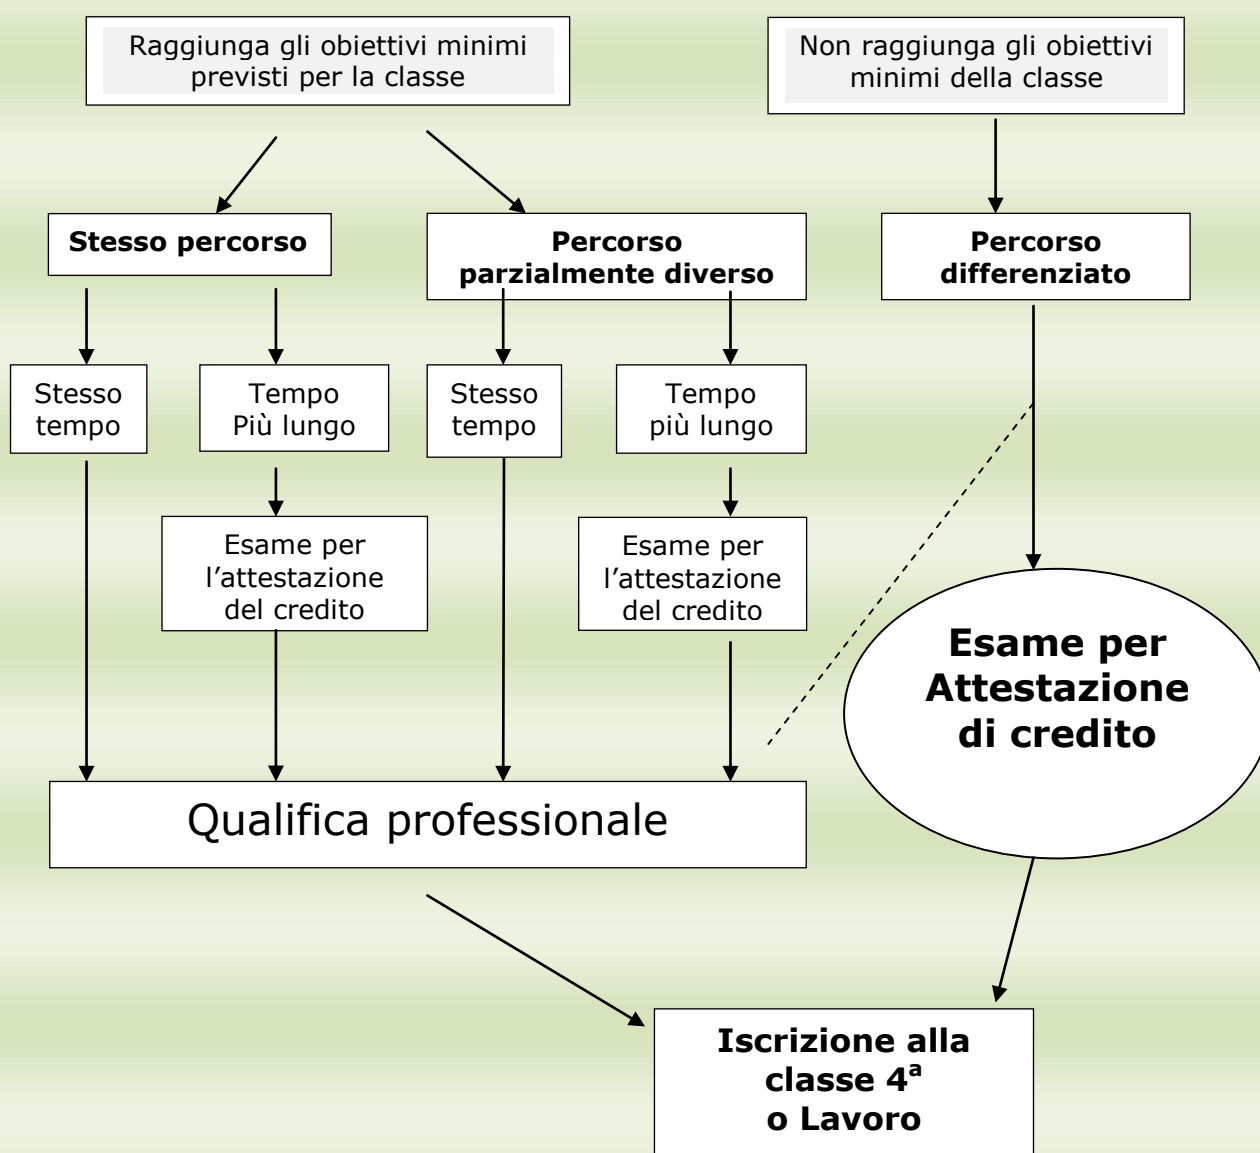 Raggiunga gli obiettivi minimi
previsti per la classe
Non raggiunga gli obiettivi
minimi della classe
Stesso percorso
Percorso
parzialmente diverso
Percorso
differenziato
Stesso
tempo
Tempo
Più lungo
Stesso
tempo
Tempo
più lungo
Esame per
l’attestazione
del credito
Esame per
l’attestazione
del credito
Esame per
Attestazione
di credito
Qualifica professionale
Iscrizione alla
classe 4ª
o Lavoro